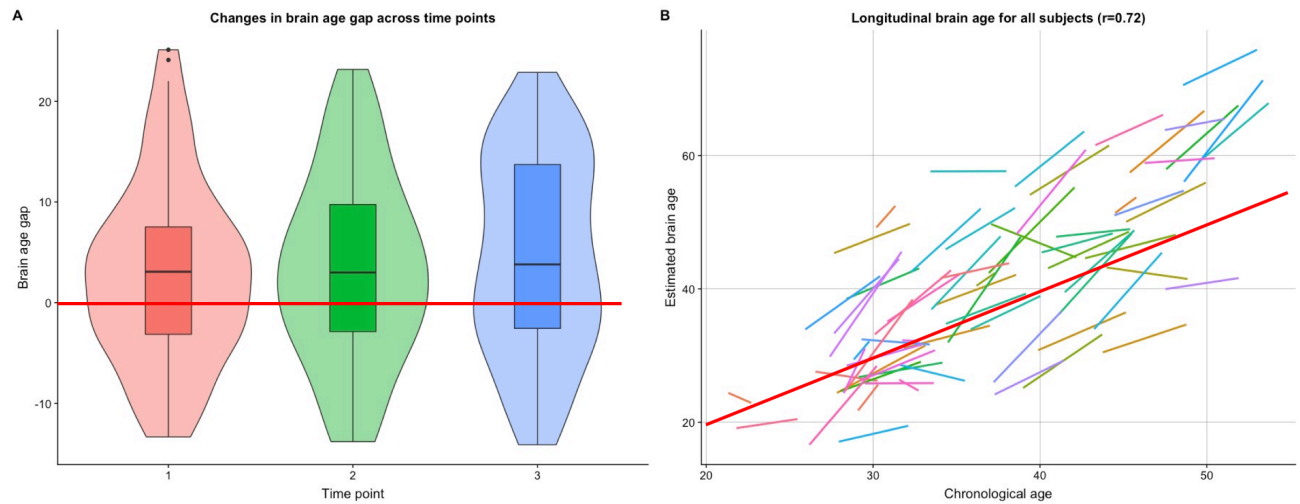 A
Changes in brain age gap across time points
Brain age gap
20
10
0
-10
1
2
3
Time point
B
Longitudinal brain age for all subjects (r=0.72)
Estimated brain age
60
40
20
20
30
40
50
Chronological age